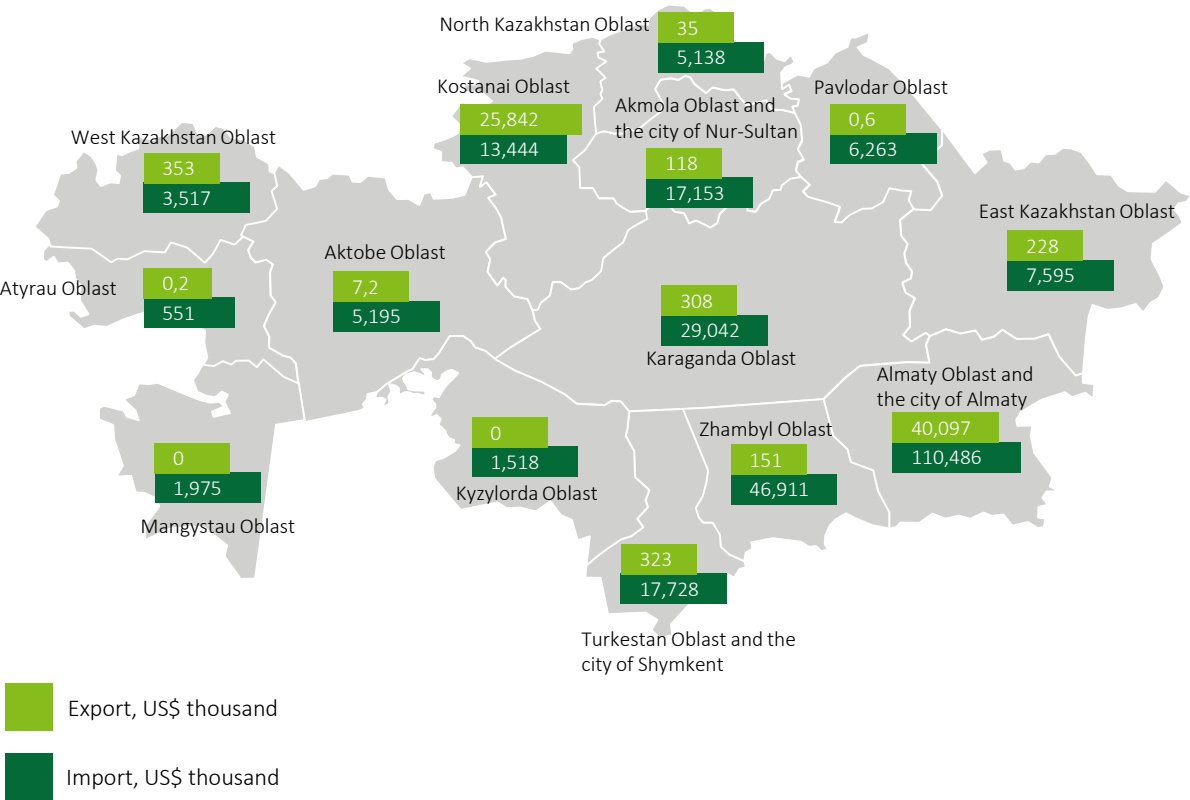 North Kazakhstan Oblast
35
5,138
Kostanai Oblast
25,842
13,444
Akmola Oblast and
the city of Nur-Sultan
118
17,153
Pavlodar Oblast
0,6
6,263
West Kazakhstan Oblast
353
3,517
East Kazakhstan Oblast
228
7,595
Aktobe Oblast
7,2
5,195
Atyrau Oblast
0,2
551
308
29,042
Karaganda Oblast
Almaty Oblast and
the city of Almaty
40,097
110,486
Zhambyl Oblast
151
46,911
0
1,518
Kyzylorda Oblast
0
1,975
Mangystau Oblast
323
17,728
Turkestan Oblast and the
city of Shymkent
Export, US$ thousand
Import, US$ thousand